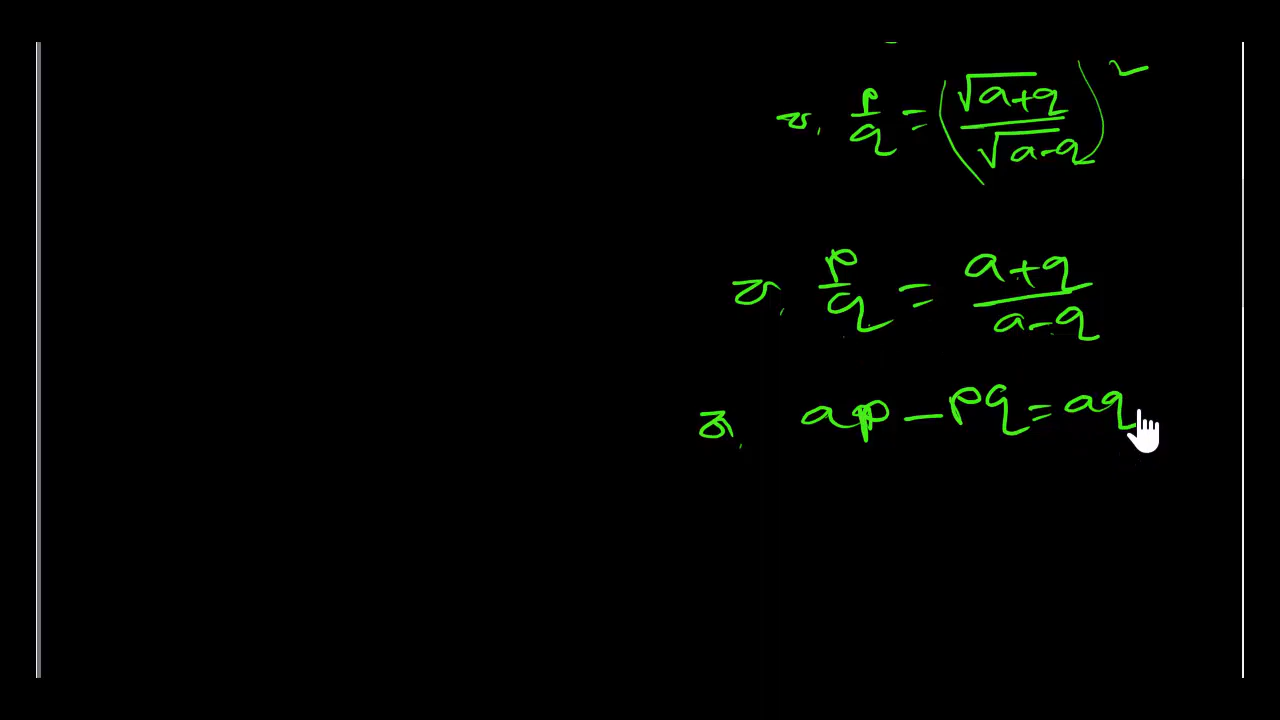 বা, p/q = (√a+q / √a-q)²
বা, p/q = a+q / a-q
বা, ap - pq = aq